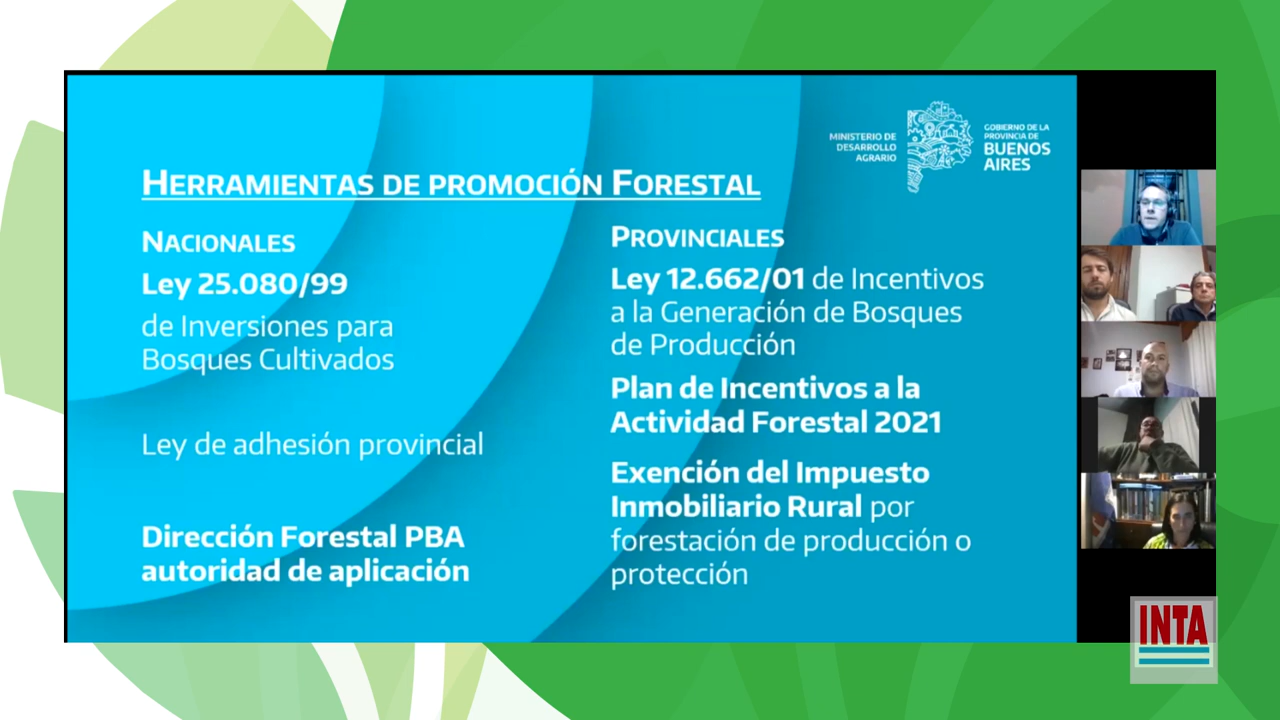 MINISTERIO DE
DESARROLLO
AGRARIO
GOBIERNO DE LA
PROVINCIA DE
BUENOS
AIRES
HERRAMIENTAS DE PROMOCIÓN FORESTAL
NACIONALES
Ley 25.080/99
de Inversiones para
Bosques Cultivados
Ley de adhesión provincial
Dirección Forestal PBA
autoridad de aplicación
PROVINCIALES
Ley 12.662/01 de Incentivos
a la Generación de Bosques
de Producción
Plan de Incentivos a la
Actividad Forestal 2021
Exención del Impuesto
Inmobiliario Rural por
forestación de producción o
protección
INTA